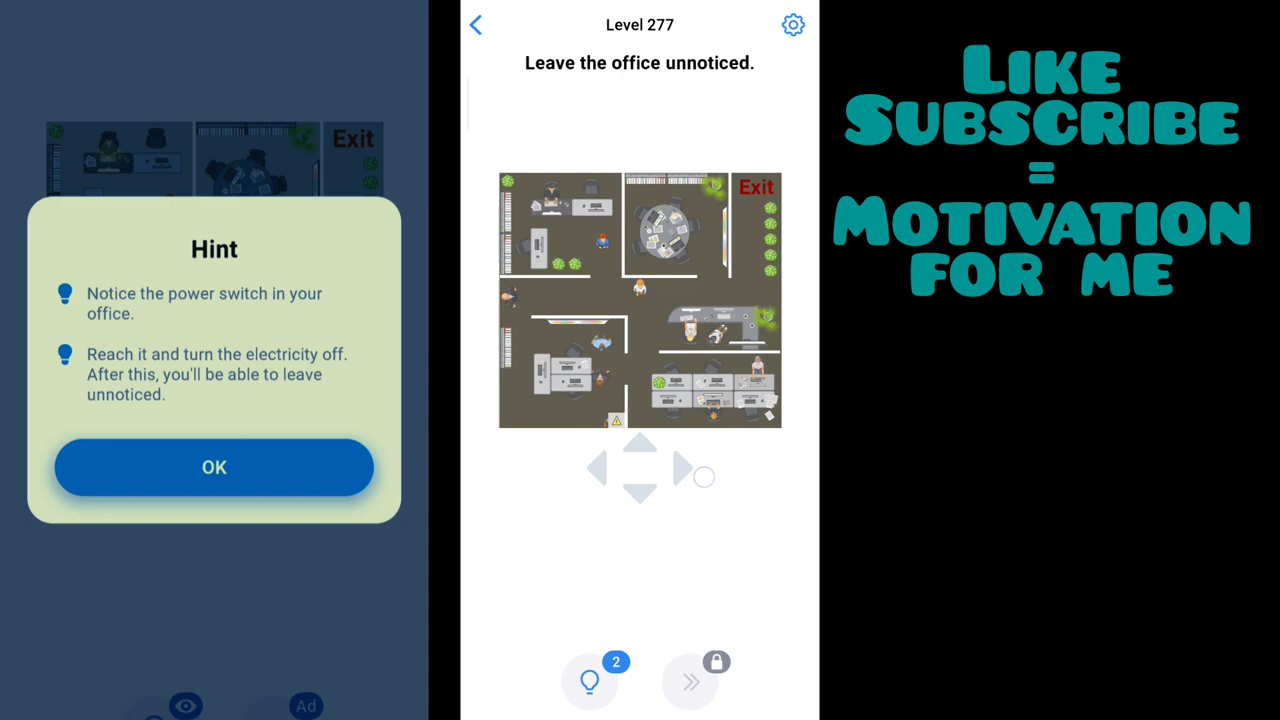 Exit
Hint
Notice the power switch in your
office.
Reach it and turn the electricity off.
After this, you'll be able to leave
unnoticed.
OK
Ad
Level 277
Leave the office unnoticed.
Exit
2
LIKE
SUBSCRIBE
=
MOTIVATION
FOR ME